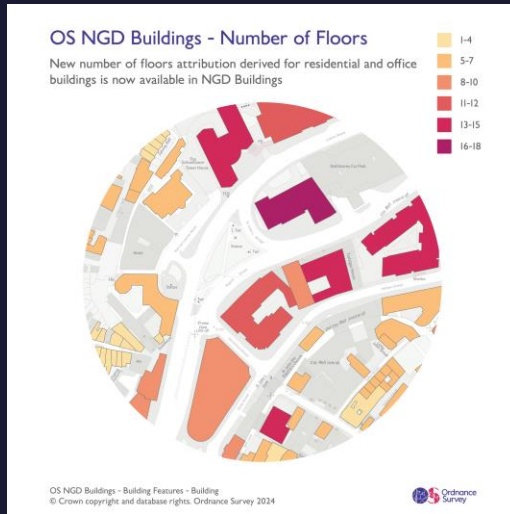 OS NGD Buildings - Number of Floors
New number of floors attribution derived for residential and office
buildings is now available in NGD Buildings
1-4
5-7
8-10
11-12
13-15
16-18
OS NGD Buildings - Building Features - Building
© Crown copyright and database rights. Ordnance Survey 2024
Ordnance
Survey